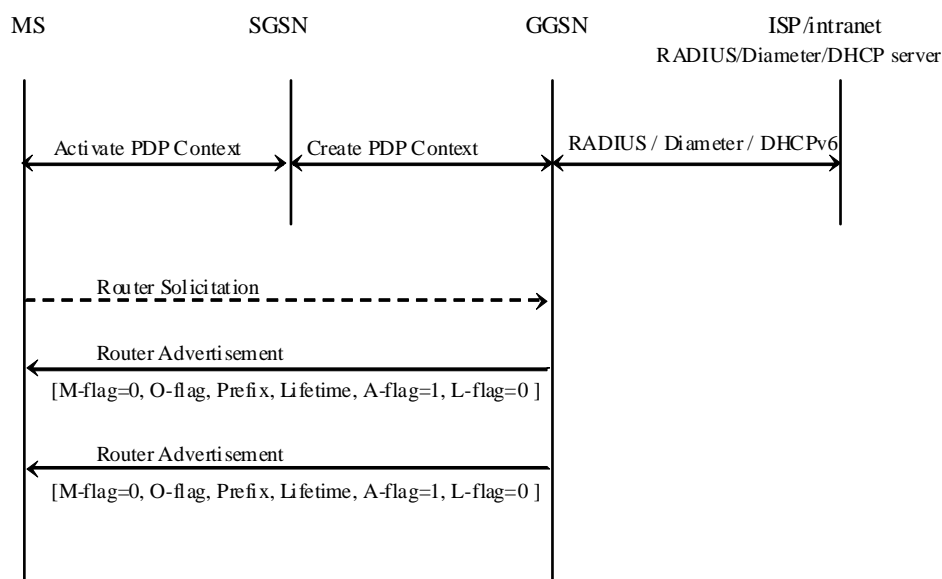 MS SGSN GGSN ISP/intranet
RADIUS/Diameter/DHCP server
Activate PDP Context Create PDP Context RADIUS / Diameter / DHCPv6
Router Solicitation
Router Advertisement
[M-flag=0, O-flag, Prefix, Lifetime, A-flag=1, L-flag=0 ]
Router Advertisement
[M-flag=0, O-flag, Prefix, Lifetime, A-flag=1, L-flag=0 ]